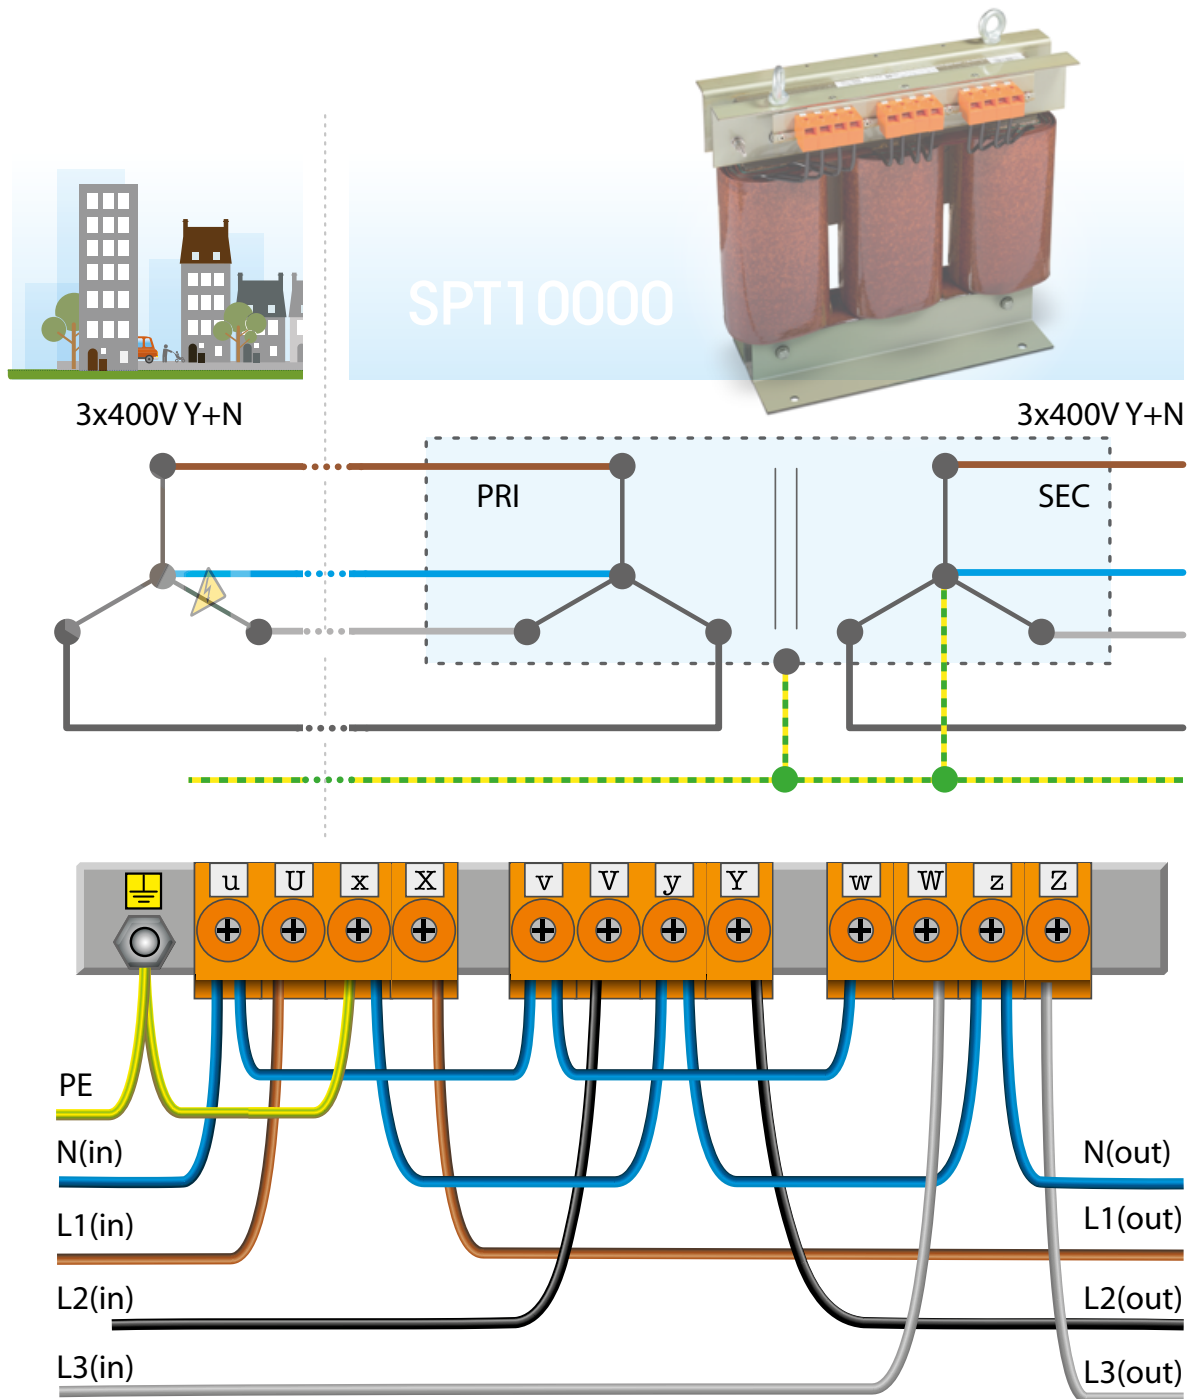 SPT10000
3x400V Y+N
3x400V Y+N
PRI
SEC
u U x X v V y Y w W z Z
PE
N(in)
N(out)
L1(in)
L1(out)
L2(in)
L2(out)
L3(in)
L3(out)